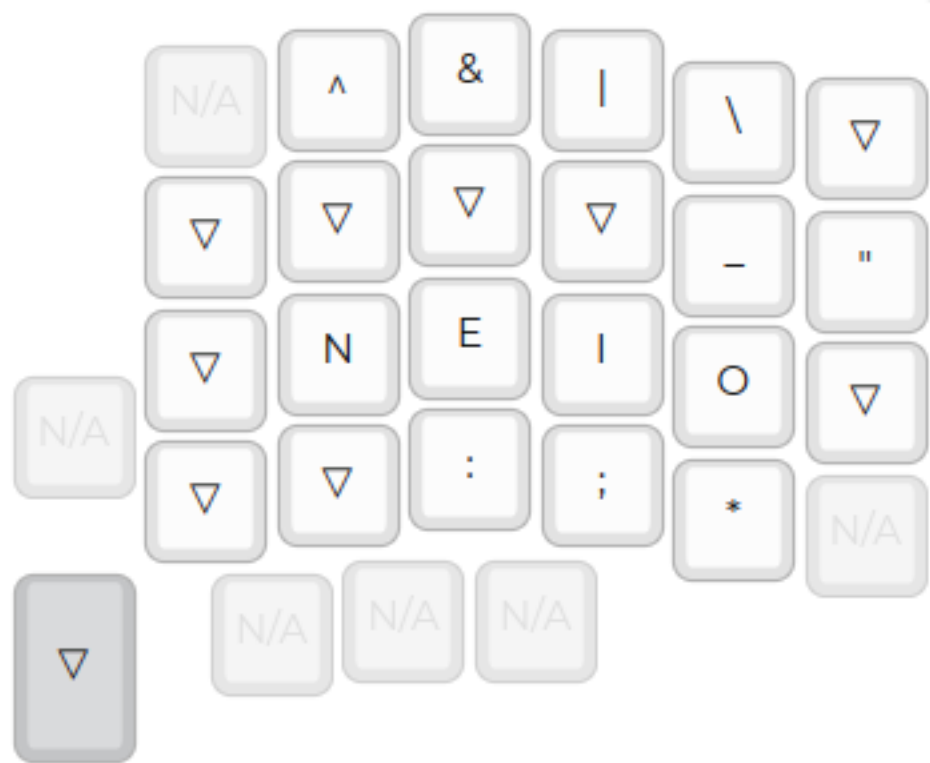 N/A ^ & | \ ▽
▽ ▽ ▽ ▽ _ "
▽ N E I O ▽
N/A
▽ ▽ : ; * N/A
▽ N/A N/A N/A